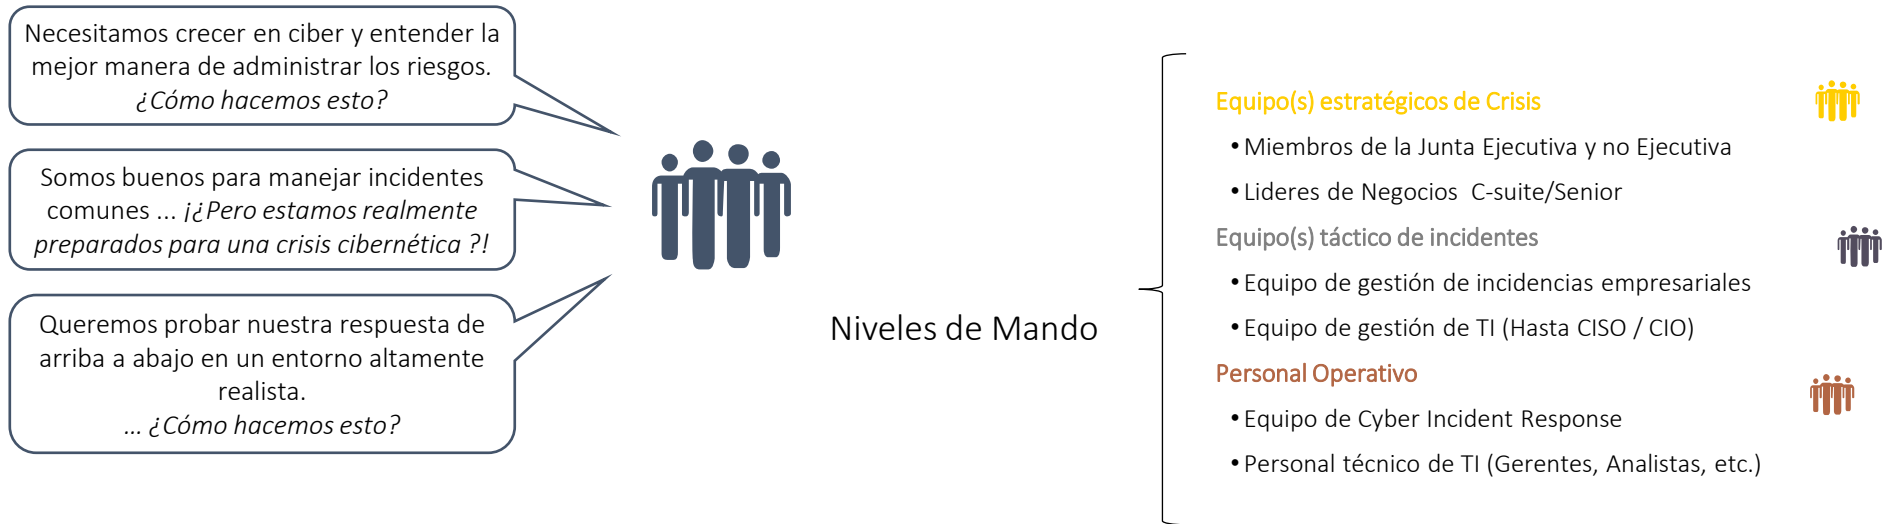 Necesitamos crecer en ciber y entender la
mejor manera de administrar los riesgos.
¿Cómo hacemos esto?
Somos buenos para manejar incidentes
comunes ... ¡¿Pero estamos realmente
preparados para una crisis cibernética ?!
Queremos probar nuestra respuesta de
arriba a abajo en un entorno altamente
realista.
... ¿Cómo hacemos esto?
Niveles de Mando
Equipo(s) estratégicos de Crisis
• Miembros de la Junta Ejecutiva y no Ejecutiva
• Lideres de Negocios  C-suite/Senior
Equipo(s) táctico de incidentes
• Equipo de gestión de incidencias empresariales
• Equipo de gestión de TI (Hasta CISO / CIO)
Personal Operativo
• Equipo de Cyber Incident Response
• Personal técnico de TI (Gerentes, Analistas, etc.)